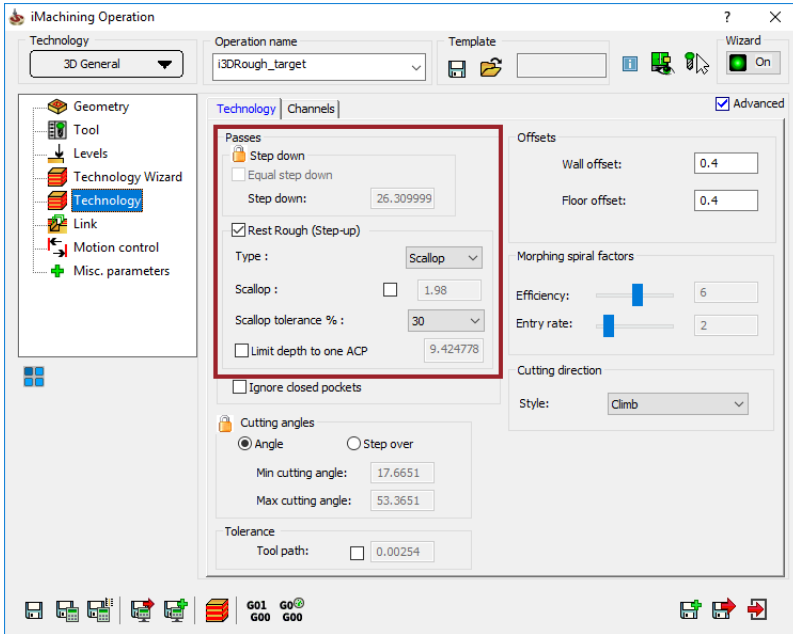 iMachining Operation
Technology
3D General
Operation name
i3DRough_target
Template
Wizard
On
Geometry
Tool
Levels
Technology Wizard
Technology
Link
Motion control
Misc. parameters
Technology
Channels
Advanced
Passes
Step down
Equal step down
Step down: 26.309999
Rest Rough (Step-up)
Type : Scallop
Scallop : 1.98
Scallop tolerance % : 30
Limit depth to one ACP 9.424778
Ignore closed pockets
Cutting angles
Angle Step over
Min cutting angle: 17.6651
Max cutting angle: 53.3651
Tolerance
Tool path: 0.00254
Offsets
Wall offset: 0.4
Floor offset: 0.4
Morphing spiral factors
Efficiency: 6
Entry rate: 2
Cutting direction
Style: Climb
G01 G0
G00 G00